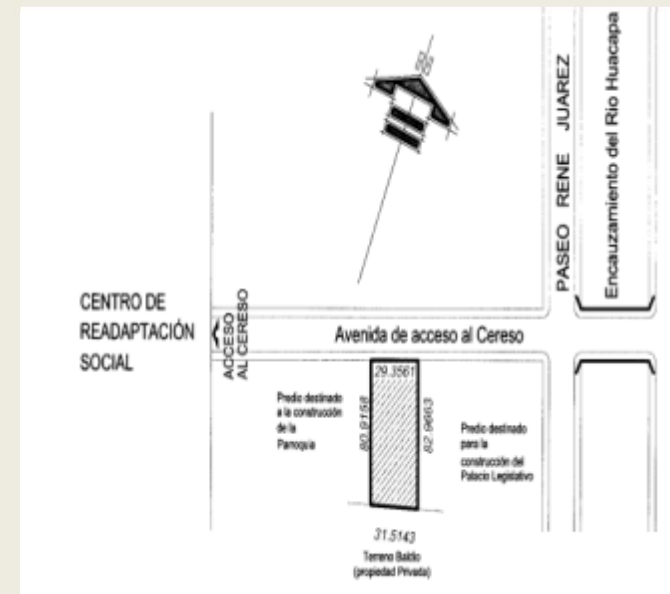 PASEO RENE JUAREZ
Encauzamiento del Rio Huacapa
CENTRO DE
READAPTACIÓN
SOCIAL
ACCESO
AL CERESO
Avenida de acceso al Cereso
29.3561
Predio destinado
a la construcción
de la
Parroquia
80.9158
82.9663
Predio destinado
para la
construcción del
Palacio Legislativo
31.5143
Terreno Baldio
(propiedad Privada)